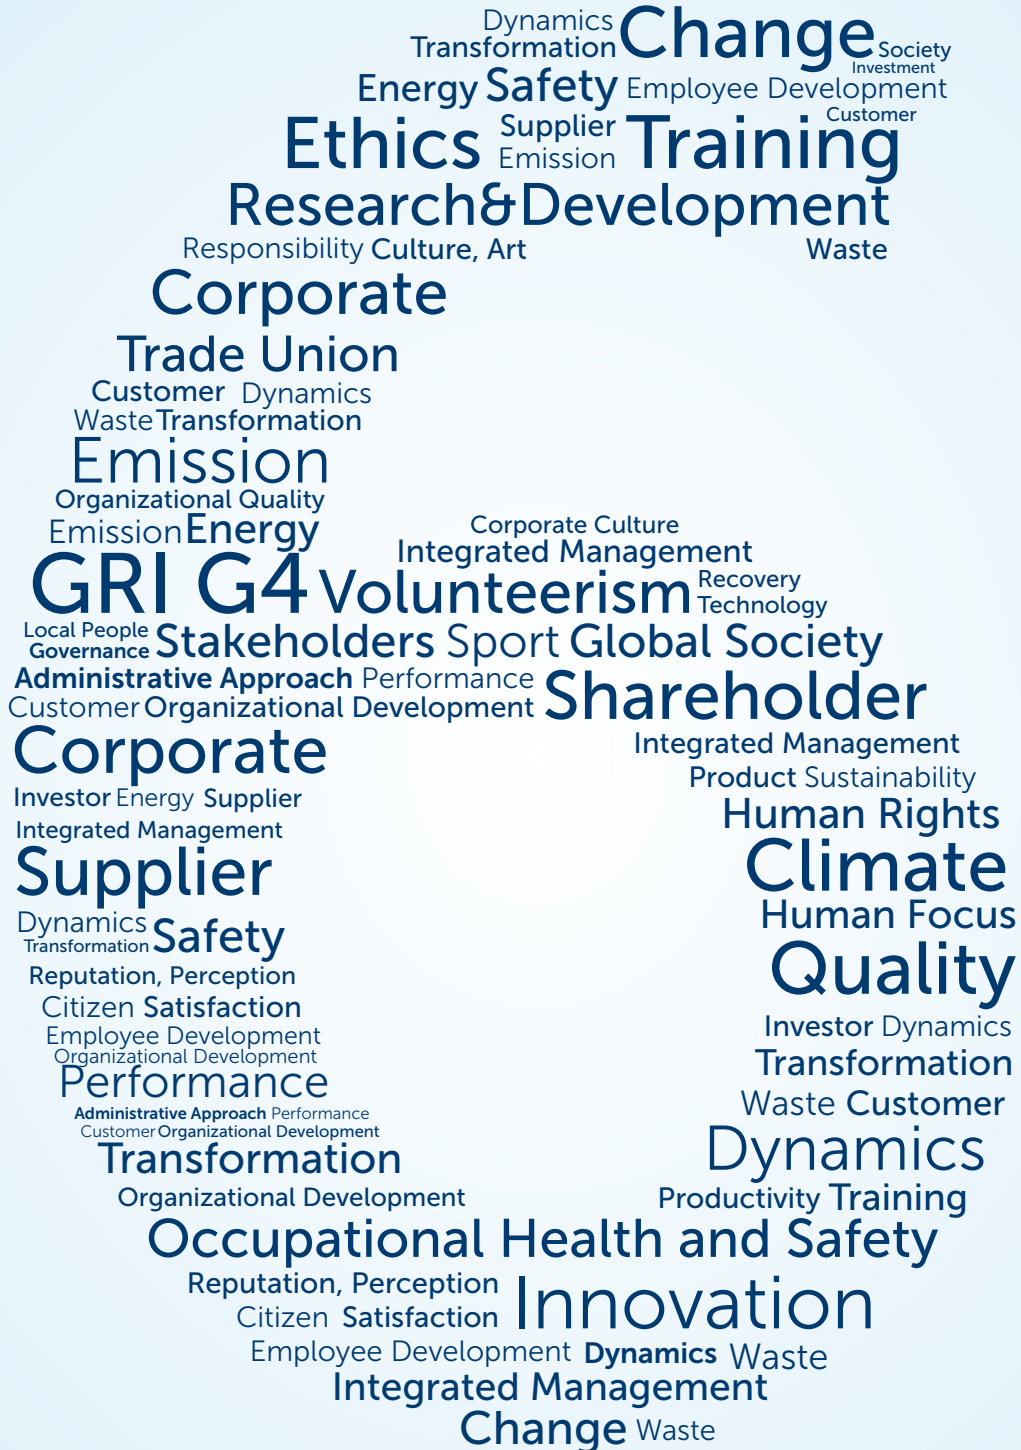 Dynamics
Transformation Change Society
Investment
Energy Safety Employee Development
Customer
Ethics Supplier Training
Emission
Research&Development
Responsibility Culture, Art Waste
Corporate
Trade Union
Customer Dynamics
Waste Transformation
Emission
Organizational Quality
Emission Energy
Corporate Culture
Integrated Management
GRI G4 Volunteerism Recovery
Technology
Local People
Governance Stakeholders Sport Global Society
Administrative Approach Performance
Customer Organizational Development Shareholder
Corporate
Integrated Management
Product Sustainability
Investor Energy Supplier
Human Rights
Integrated Management
Supplier
Climate
Human Focus
Dynamics
Transformation Safety
Quality
Reputation, Perception
Citizen Satisfaction
Investor Dynamics
Employee Development
Organizational Development
Transformation
Performance
Waste Customer
Administrative Approach Performance
Customer Organizational Development
Dynamics
Transformation
Organizational Development
Productivity Training
Occupational Health and Safety
Reputation, Perception
Citizen Satisfaction Innovation
Employee Development Dynamics Waste
Integrated Management
Change Waste